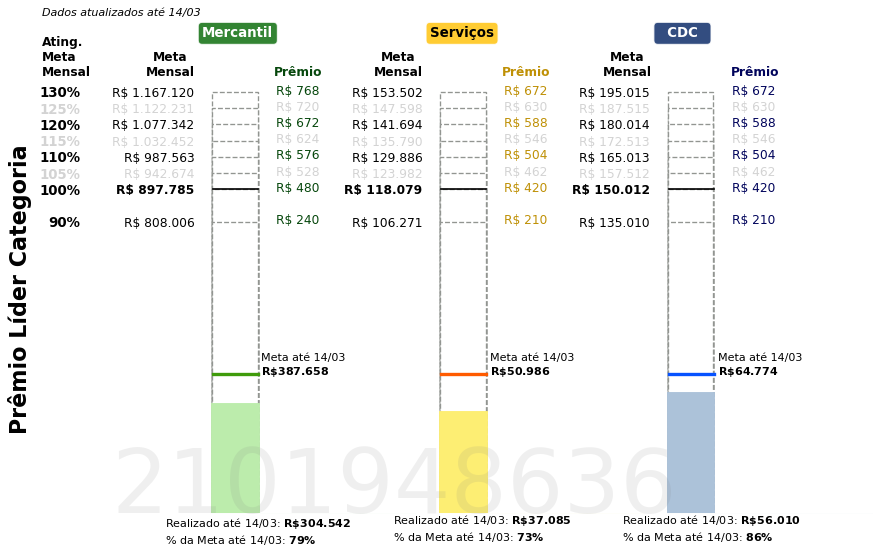 Dados atualizados até 14/03
Mercantil Serviços CDC
Ating.
Meta Meta Meta Meta
Mensal Mensal Prêmio Mensal Prêmio Mensal Prêmio
130% R$ 1.167.120 R$ 768 R$ 153.502 R$ 672 R$ 195.015 R$ 672
125% R$ 1.122.231 R$ 720 R$ 147.598 R$ 630 R$ 187.515 R$ 630
120% R$ 1.077.342 R$ 672 R$ 141.694 R$ 588 R$ 180.014 R$ 588
115% R$ 1.032.452 R$ 624 R$ 135.790 R$ 546 R$ 172.513 R$ 546
110% R$ 987.563 R$ 576 R$ 129.886 R$ 504 R$ 165.013 R$ 504
105% R$ 942.674 R$ 528 R$ 123.982 R$ 462 R$ 157.512 R$ 462
100% R$ 897.785 R$ 480 R$ 118.079 R$ 420 R$ 150.012 R$ 420
90% R$ 808.006 R$ 240 R$ 106.271 R$ 210 R$ 135.010 R$ 210
Prêmio Líder Categoria
Meta até 14/03 Meta até 14/03 Meta até 14/03
R$387.658 R$50.986 R$64.774
2101948636
Realizado até 14/03: R$304.542 Realizado até 14/03: R$37.085 Realizado até 14/03: R$56.010
% da Meta até 14/03: 79% % da Meta até 14/03: 73% % da Meta até 14/03: 86%